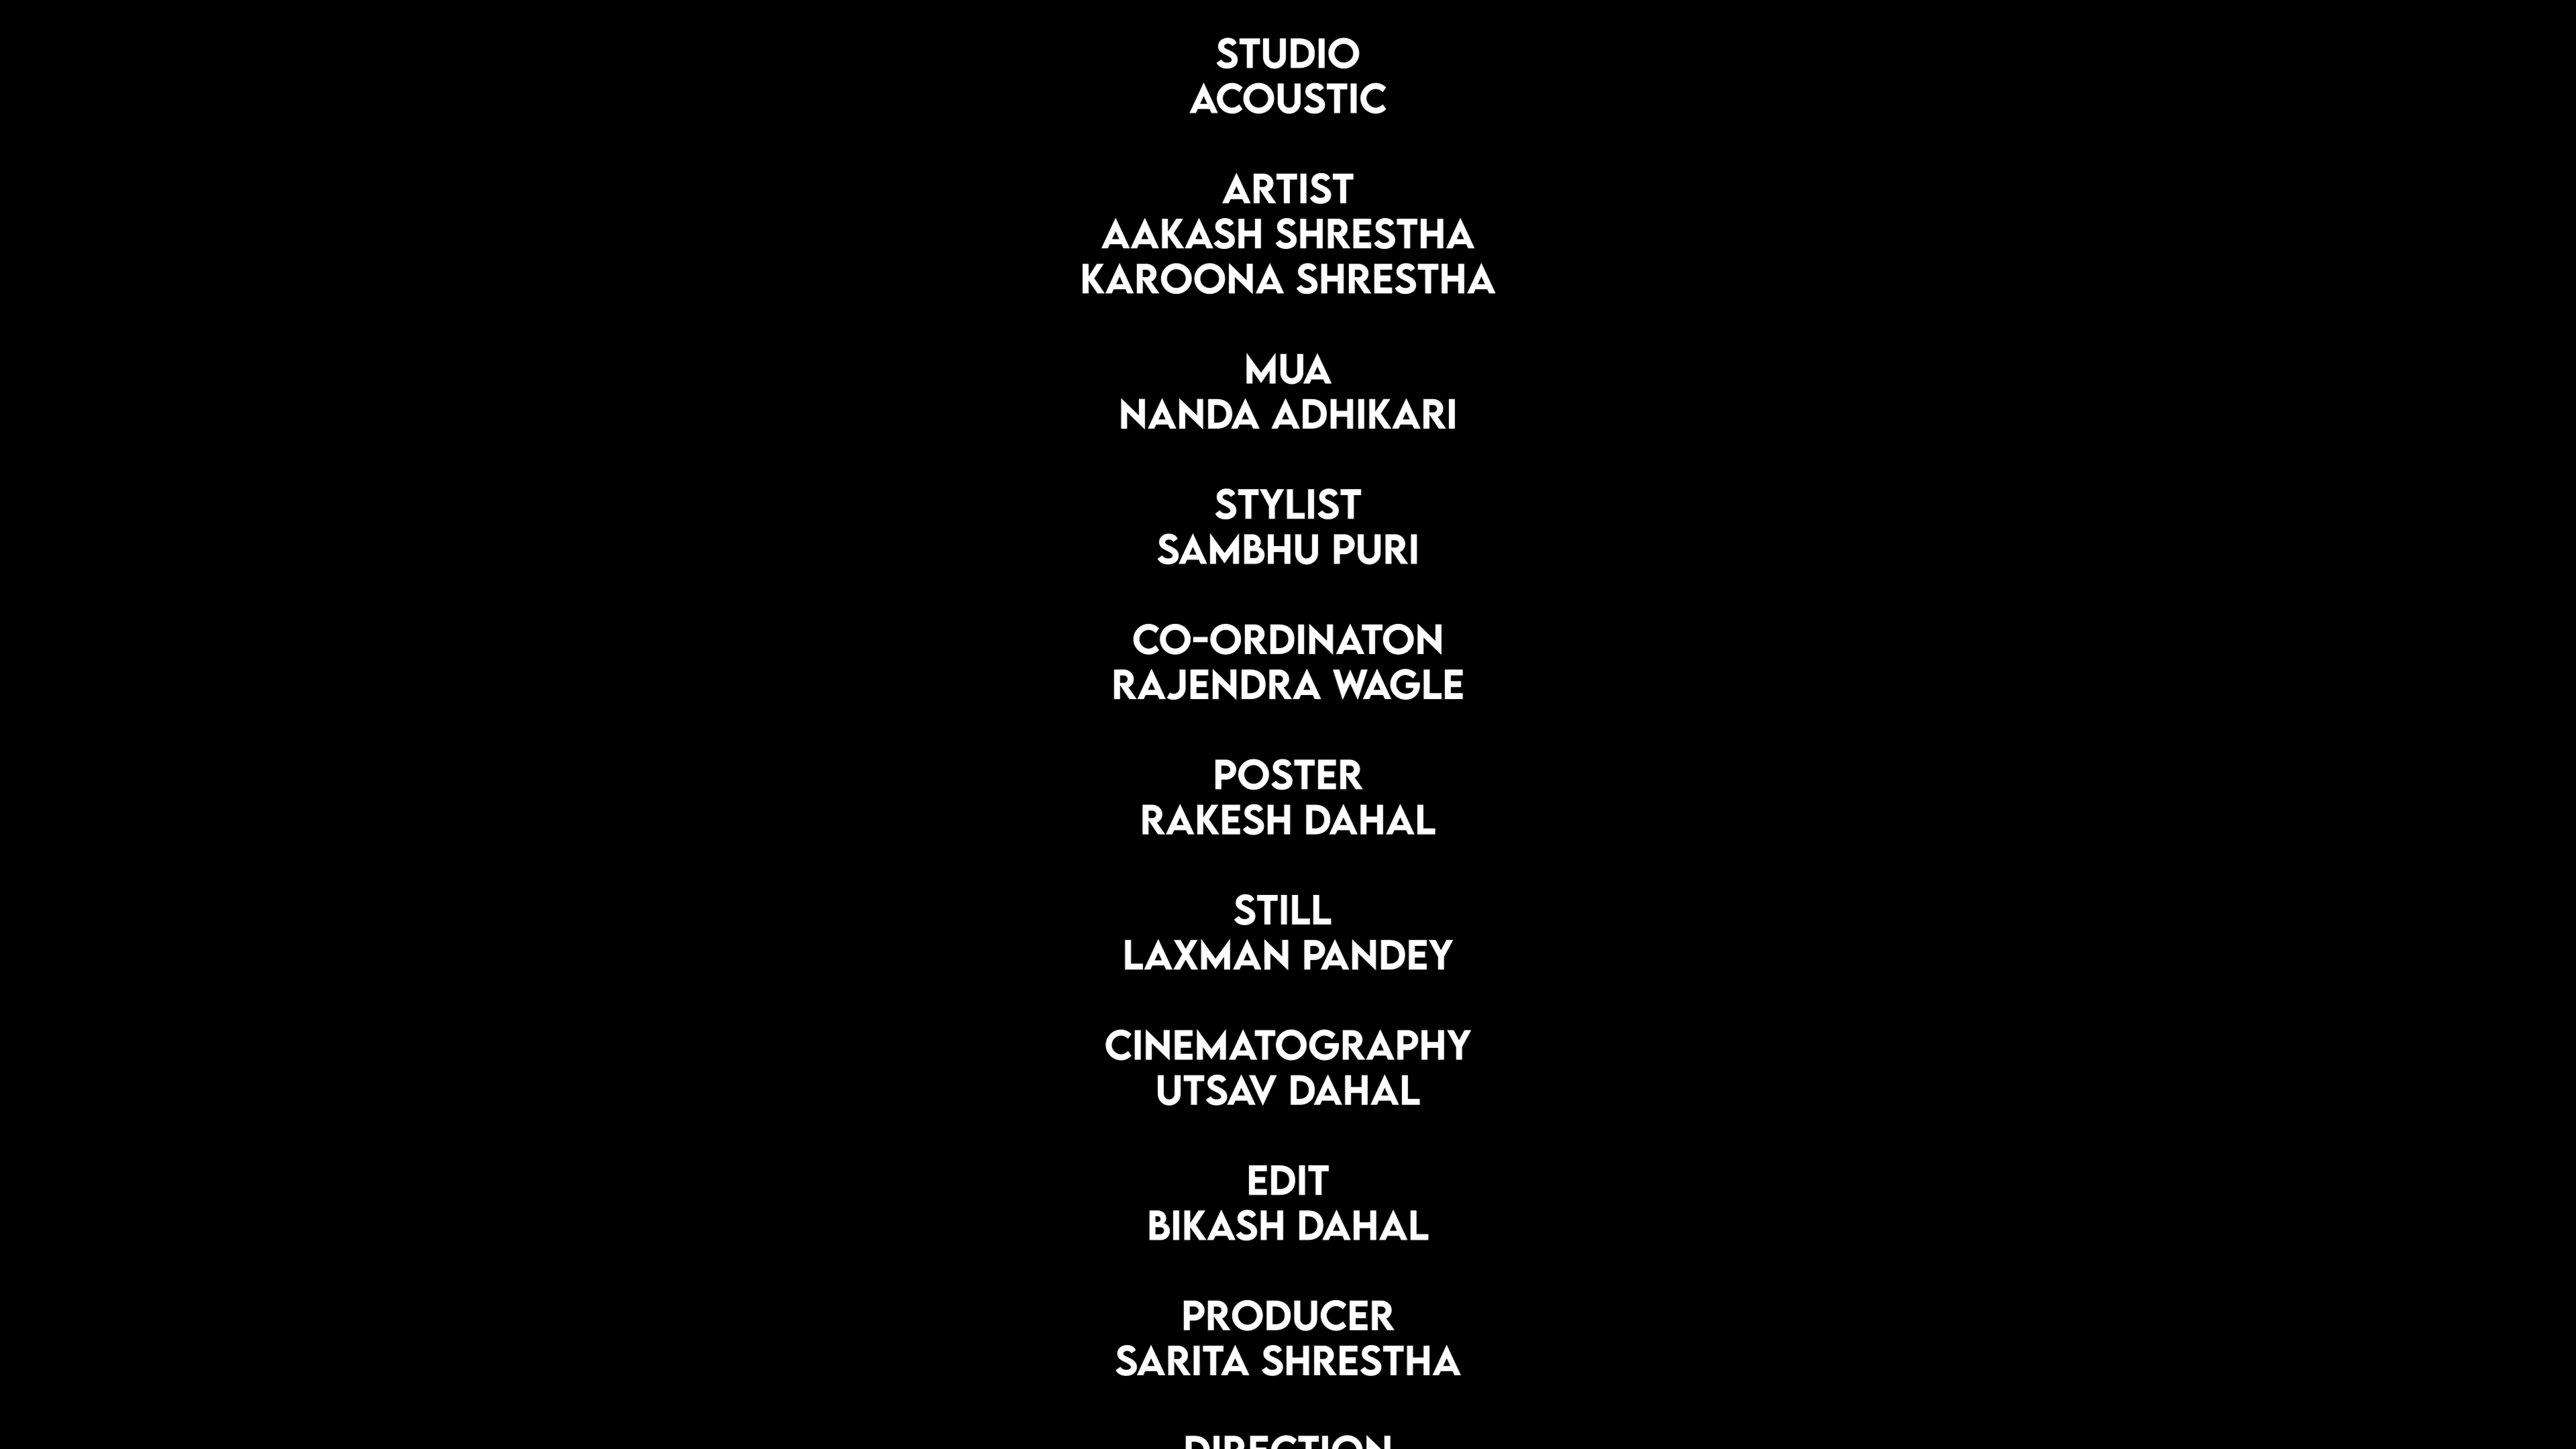 STUDIO
ACOUSTIC
ARTIST
AAKASH SHRESTHA
KAROONA SHRESTHA
MUA
NANDA ADHIKARI
STYLIST
SAMBHU PURI
CO-ORDINATON
RAJENDRA WAGLE
POSTER
RAKESH DAHAL
STILL
LAXMAN PANDEY
CINEMATOGRAPHY
UTSAV DAHAL
EDIT
BIKASH DAHAL
PRODUCER
SARITA SHRESTHA
DIRECTION